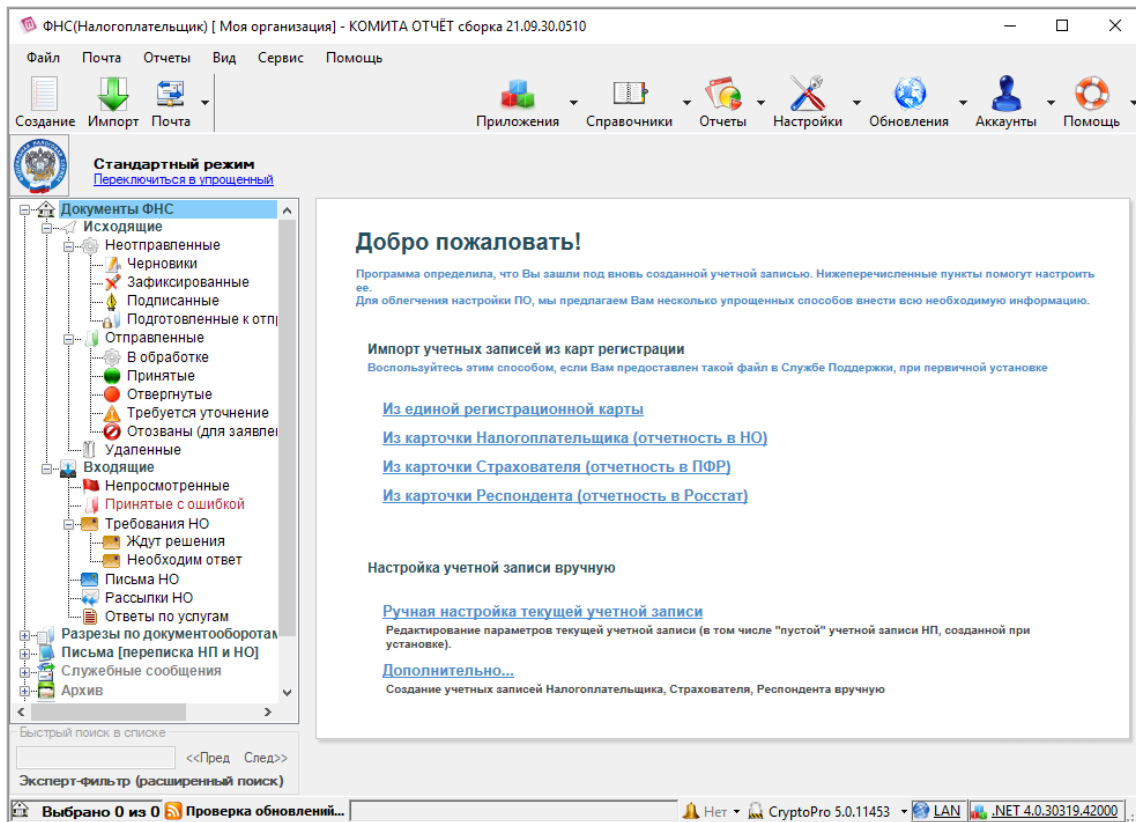 ФНС(Налогоплательщик) [ Моя организация] - КОМИТА ОТЧЁТ сборка 21.09.30.0510
Файл Почта Отчеты Вид Сервис Помощь
Создание Импорт Почта Приложения Справочники Отчеты Настройки Обновления Аккаунты Помощь
Стандартный режим
Переключиться в упрощенный
Документы ФНС
Исходящие
Неотправленные
Черновики
Зафиксированные
Подписанные
Подготовленные к отп
Отправленные
В обработке
Принятые
Отвергнутые
Требуется уточнение
Отозваны (для заявле
Удаленные
Входящие
Непросмотренные
Принятые с ошибкой
Требования НО
Ждут решения
Необходим ответ
Письма НО
Рассылки НО
Ответы по услугам
Разрезы по документооборотам
Письма [переписка НП и НО]
Служебные сообщения
Архив
Быстрый поиск в списке
<<Пред След>>
Эксперт-фильтр (расширенный поиск)
Добро пожаловать!
Программа определила, что Вы зашли под вновь созданной учетной записью. Нижеперечисленные пункты помогут настроить
ее.
Для облегчения настройки ПО, мы предлагаем Вам несколько упрощенных способов внести всю необходимую информацию.
Импорт учетных записей из карт регистрации
Воспользуйтесь этим способом, если Вам предоставлен такой файл в Службе Поддержки, при первичной установке
Из единой регистрационной карты
Из карточки Налогоплательщика (отчетность в НО)
Из карточки Страхователя (отчетность в ПФР)
Из карточки Респондента (отчетность в Росстат)
Настройка учетной записи вручную
Ручная настройка текущей учетной записи
Редактирование параметров текущей учетной записи (в том числе "пустой" учетной записи НП, созданной при
установке).
Дополнительно...
Создание учетных записей Налогоплательщика, Страхователя, Респондента вручную
Выбрано 0 из 0 Проверка обновлений... Нет CryptoPro 5.0.11453 LAN .NET 4.0.30319.42000